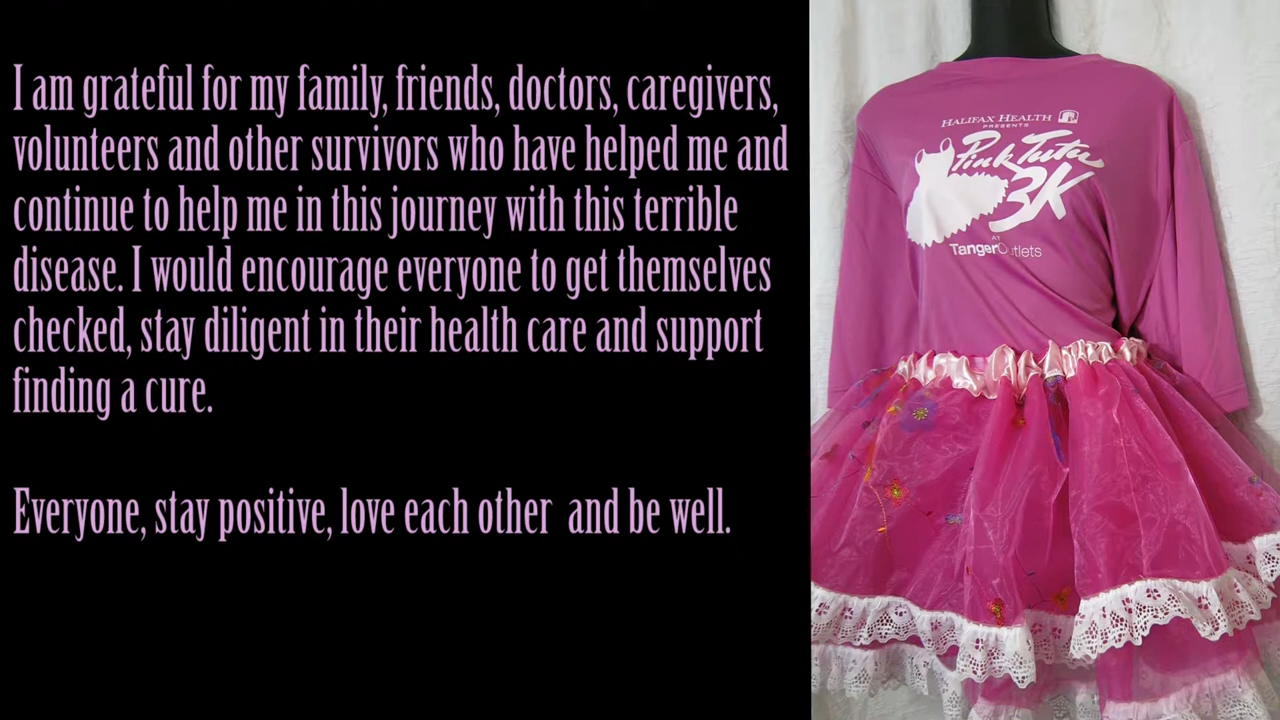 I am grateful for my family, friends, doctors, caregivers,
volunteers and other survivors who have helped me and
continue to help me in this journey with this terrible
disease. I would encourage everyone to get themselves
checked, stay diligent in their health care and support
finding a cure.
Everyone, stay positive, love each other and be well.
HALIFAX HEALTH
PRESENTS
Pink Tutu
3K
AT
TangerOutlets